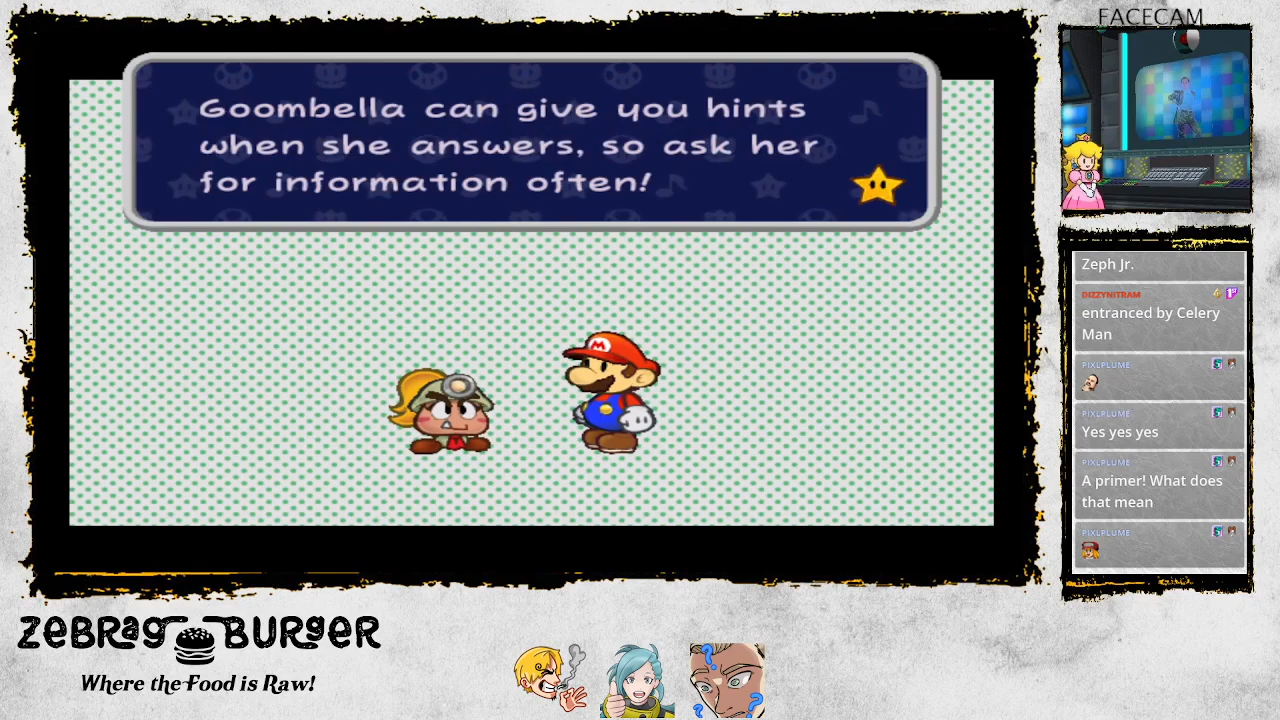 FACECAM
Goombella can give you hints
when she answers, so ask her
for information often!
M
Zeph Jr.
DIZZYNITRAM
entranced by Celery
Man
PIXLPLUME
PIXLPLUME
Yes yes yes
PIXLPLUME
A primer! What does
that mean
PIXLPLUME
ZEBRAG BURGER
Where the Food is Raw!